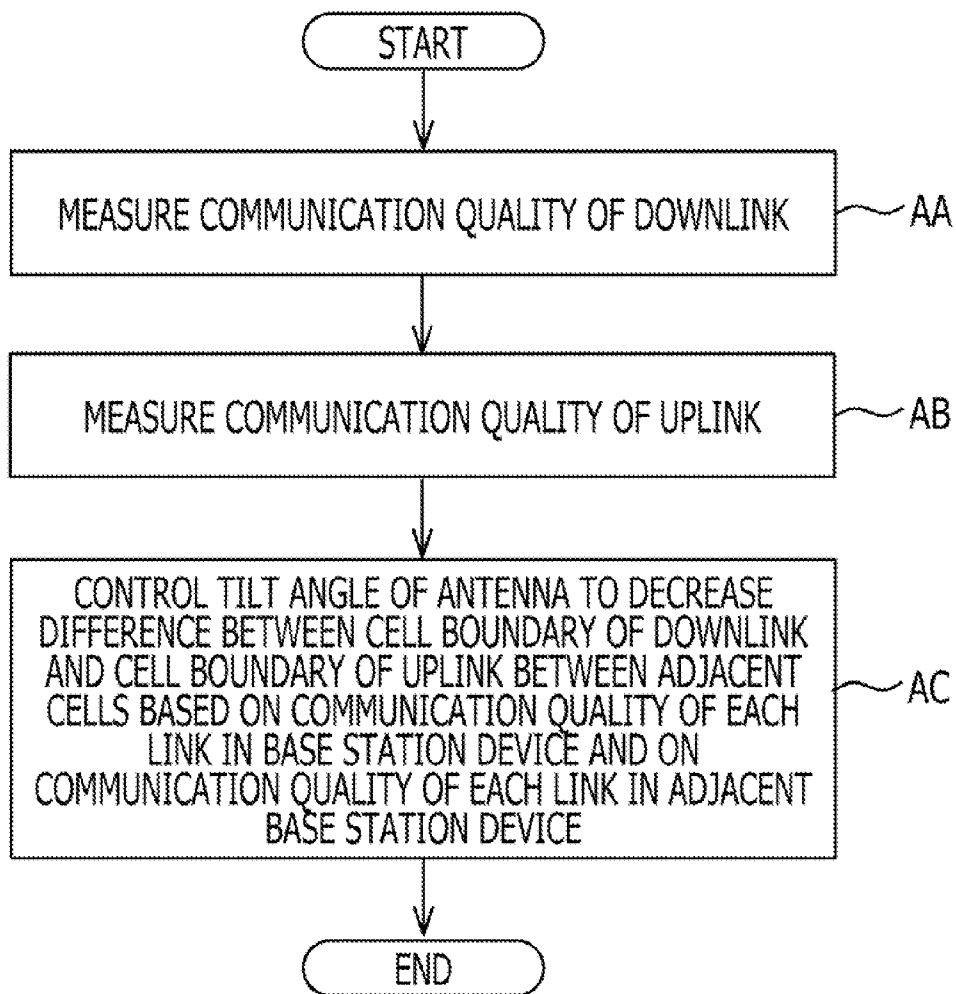 START
MEASURE COMMUNICATION QUALITY OF DOWNLINK
AA
MEASURE COMMUNICATION QUALITY OF UPLINK
AB
CONTROL TILT ANGLE OF ANTENNA TO DECREASE
DIFFERENCE BETWEEN CELL BOUNDARY OF DOWNLINK
AND CELL BOUNDARY OF UPLINK BETWEEN ADJACENT
CELLS BASED ON COMMUNICATION QUALITY OF EACH
LINK IN BASE STATION DEVICE AND ON
COMMUNICATION QUALITY OF EACH LINK IN ADJACENT
BASE STATION DEVICE
AC
END